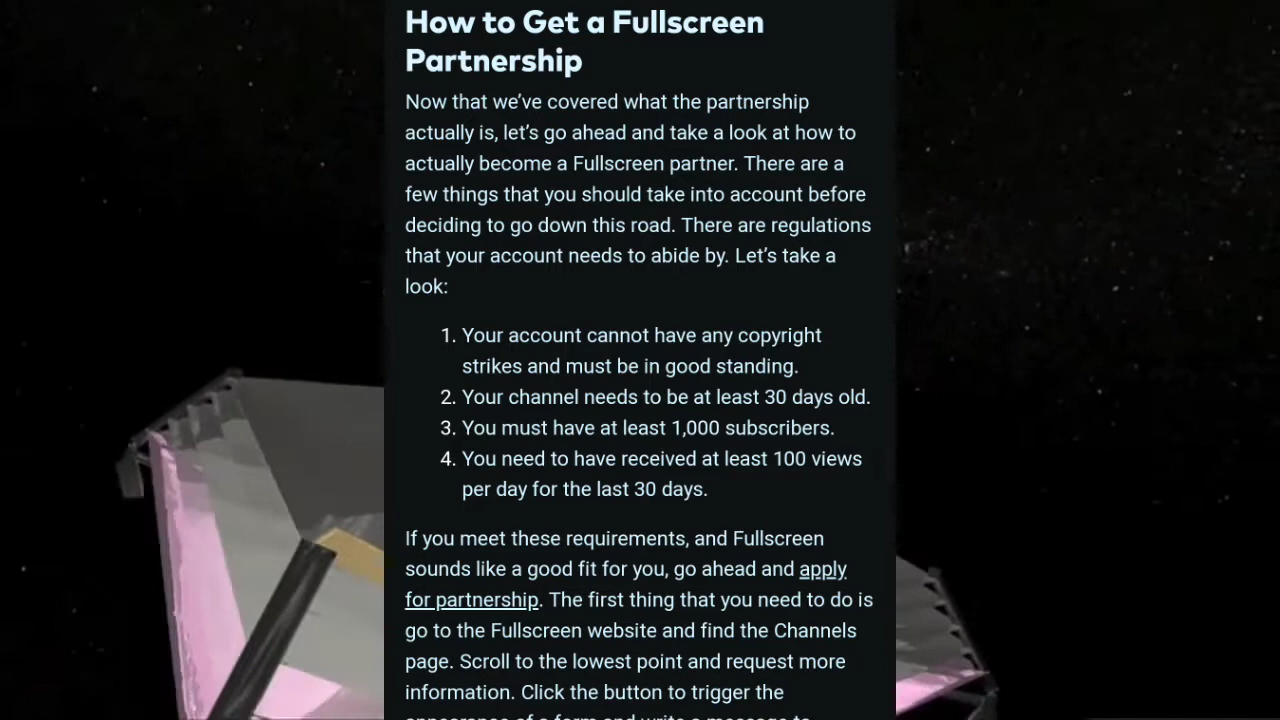 How to Get a Fullscreen
Partnership
Now that we’ve covered what the partnership
actually is, let’s go ahead and take a look at how to
actually become a Fullscreen partner. There are a
few things that you should take into account before
deciding to go down this road. There are regulations
that your account needs to abide by. Let’s take a
look:
1. Your account cannot have any copyright
strikes and must be in good standing.
2. Your channel needs to be at least 30 days old.
3. You must have at least 1,000 subscribers.
4. You need to have received at least 100 views
per day for the last 30 days.
If you meet these requirements, and Fullscreen
sounds like a good fit for you, go ahead and apply
for partnership. The first thing that you need to do is
go to the Fullscreen website and find the Channels
page. Scroll to the lowest point and request more
information. Click the button to trigger the
appearance of a form and write a message to